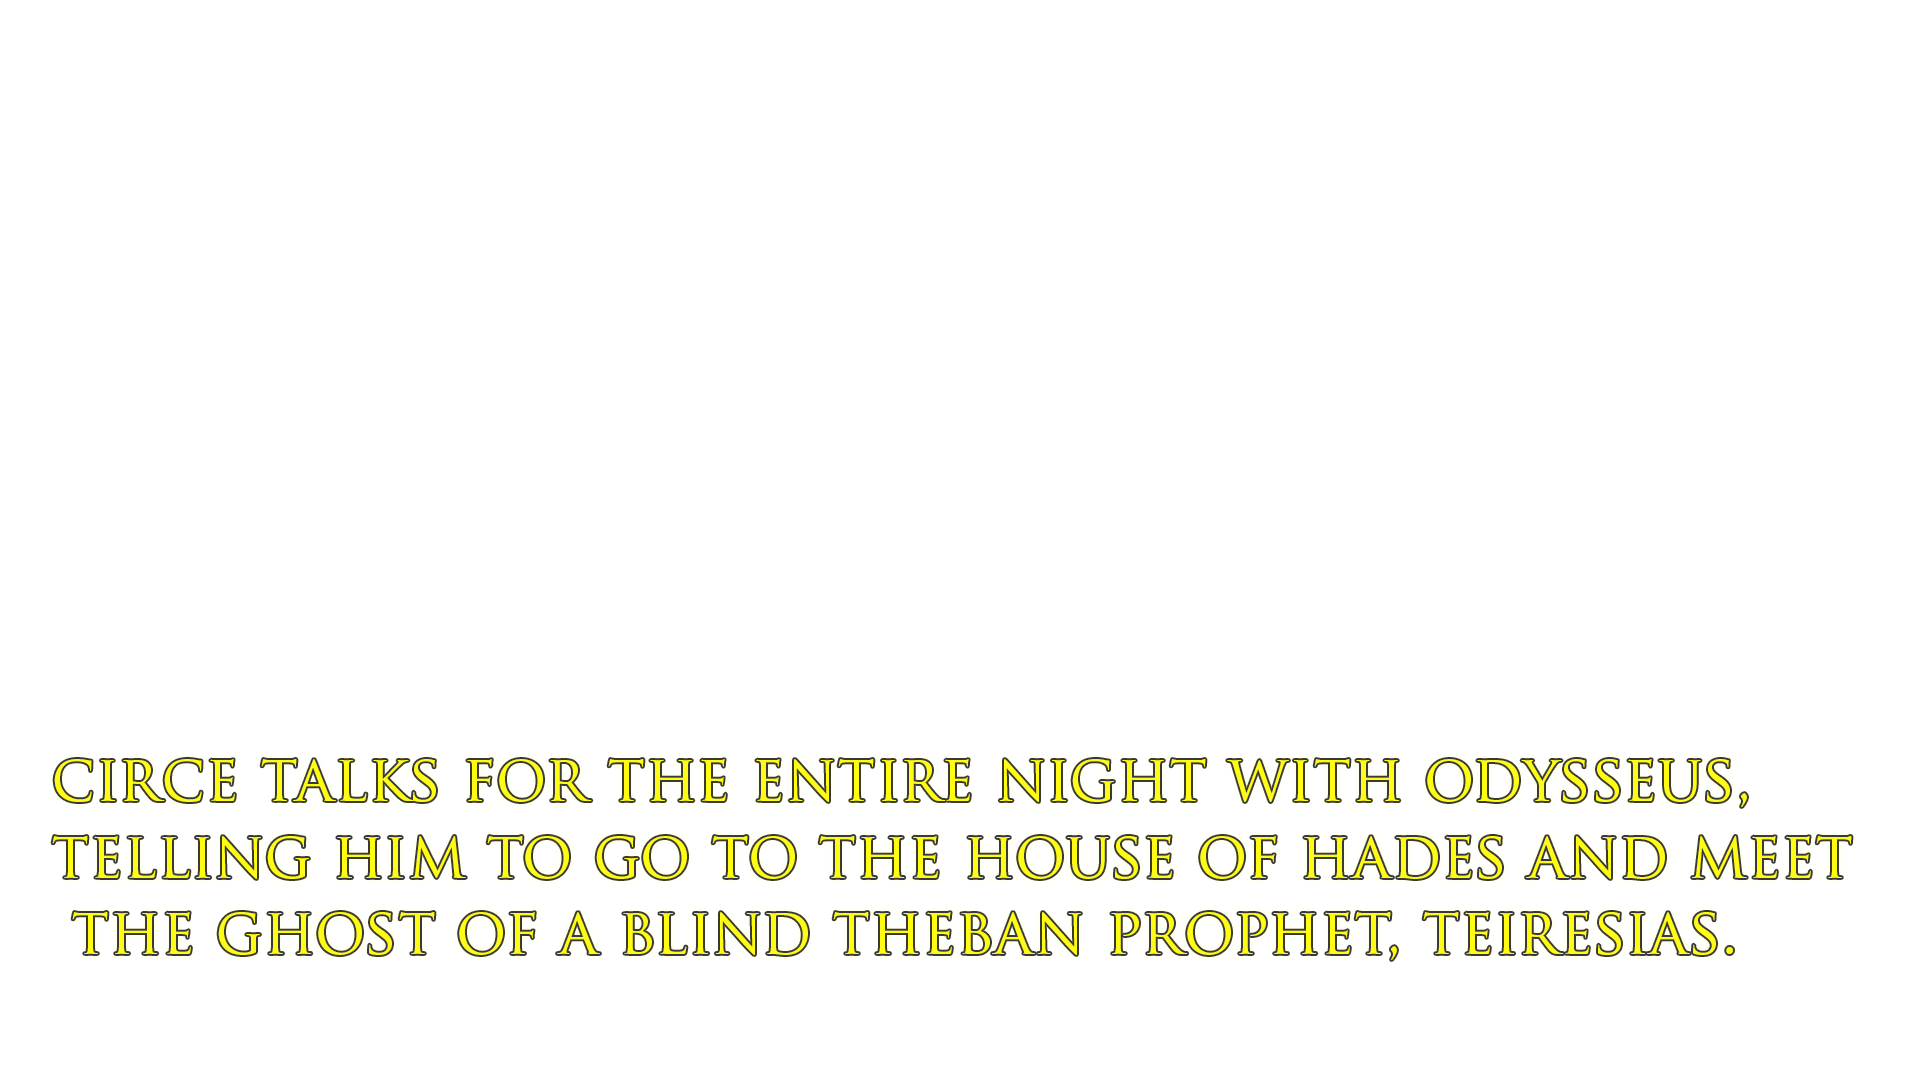 CIRCE TALKS FOR THE ENTIRE NIGHT WITH ODYSSEUS,
TELLING HIM TO GO TO THE HOUSE OF HADES AND MEET
THE GHOST OF A BLIND THEBAN PROPHET, TEIRESIAS.